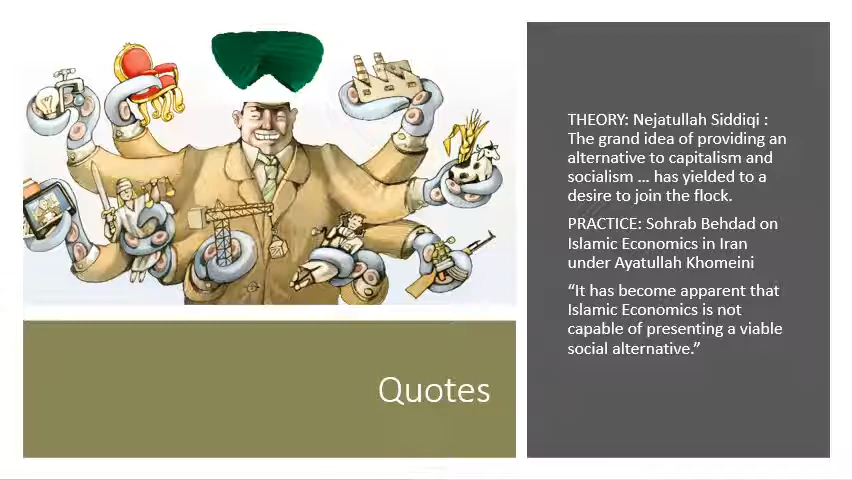 THEORY: Nejatullah Siddiqi :
The grand idea of providing an
alternative to capitalism and
socialism ... has yielded to a
desire to join the flock.
PRACTICE: Sohrab Behdad on
Islamic Economics in Iran
under Ayatullah Khomeini
“It has become apparent that
Islamic Economics is not
capable of presenting a viable
social alternative.”
Quotes